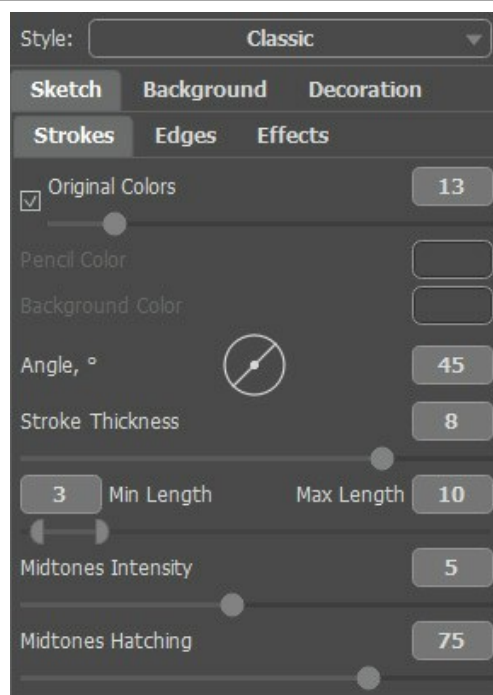 Style: Classic
Sketch Background Decoration
Strokes Edges Effects
Original Colors 13
Pencil Color
Background Color
Angle, ° 45
Stroke Thickness 8
3 Min Length Max Length 10
Midtones Intensity 5
Midtones Hatching 75